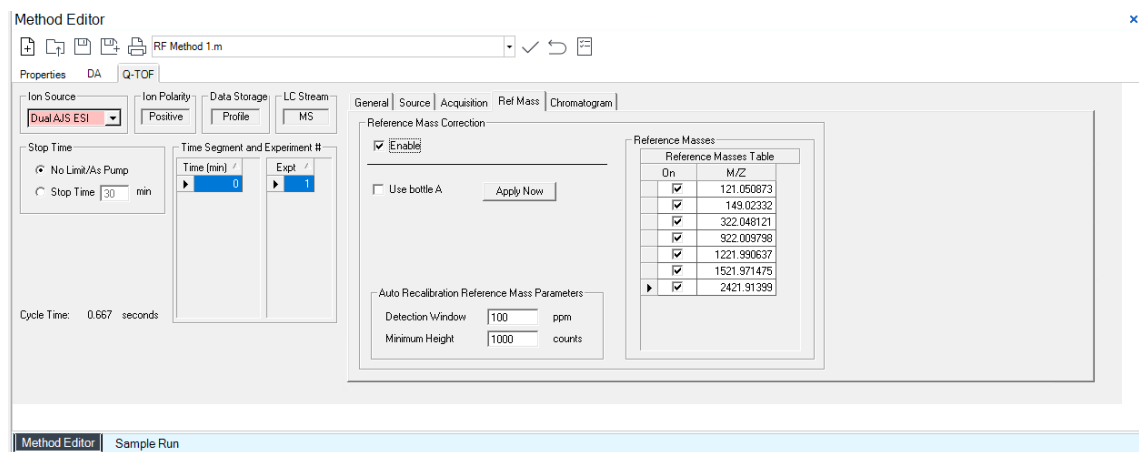 Method Editor
RF Method 1.m
Properties DA Q-TOF
Ion Source Ion Polarity Data Storage LC Stream
Dual AJS ESI Positive Profile MS
General Source Acquisition Ref Mass Chromatogram
Reference Mass Correction
Enable
Stop Time
No Limit/As Pump
Stop Time 30 min
Time Segment and Experiment #
Time (min) Expt
0 1
Use bottle A Apply Now
Reference Masses
Reference Masses Table
On M/Z
121.050873
149.02332
322.048121
922.009798
1221.990637
1521.971475
2421.91399
Auto Recalibration Reference Mass Parameters
Detection Window 100 ppm
Minimum Height 1000 counts
Cycle Time: 0.667 seconds
Method Editor Sample Run